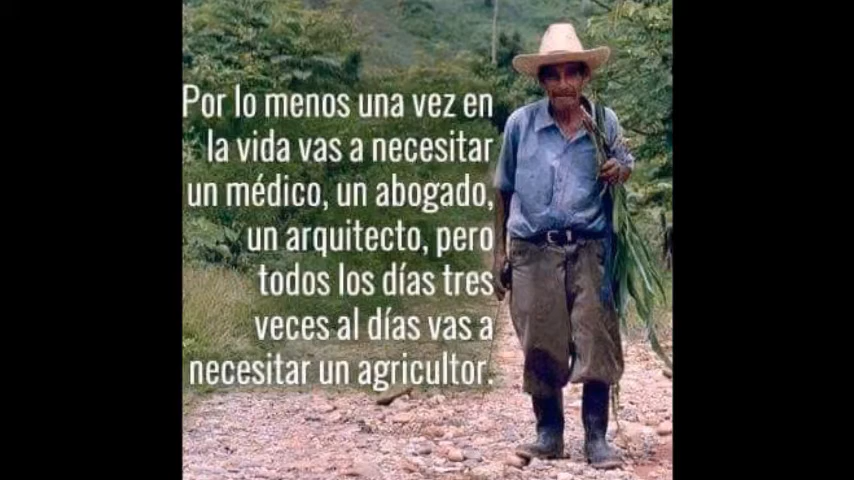 Por lo menos una vez en
la vida vas a necesitar
un médico, un abogado,
un arquitecto, pero
todos los días tres
veces al días vas a
necesitar un agricultor.